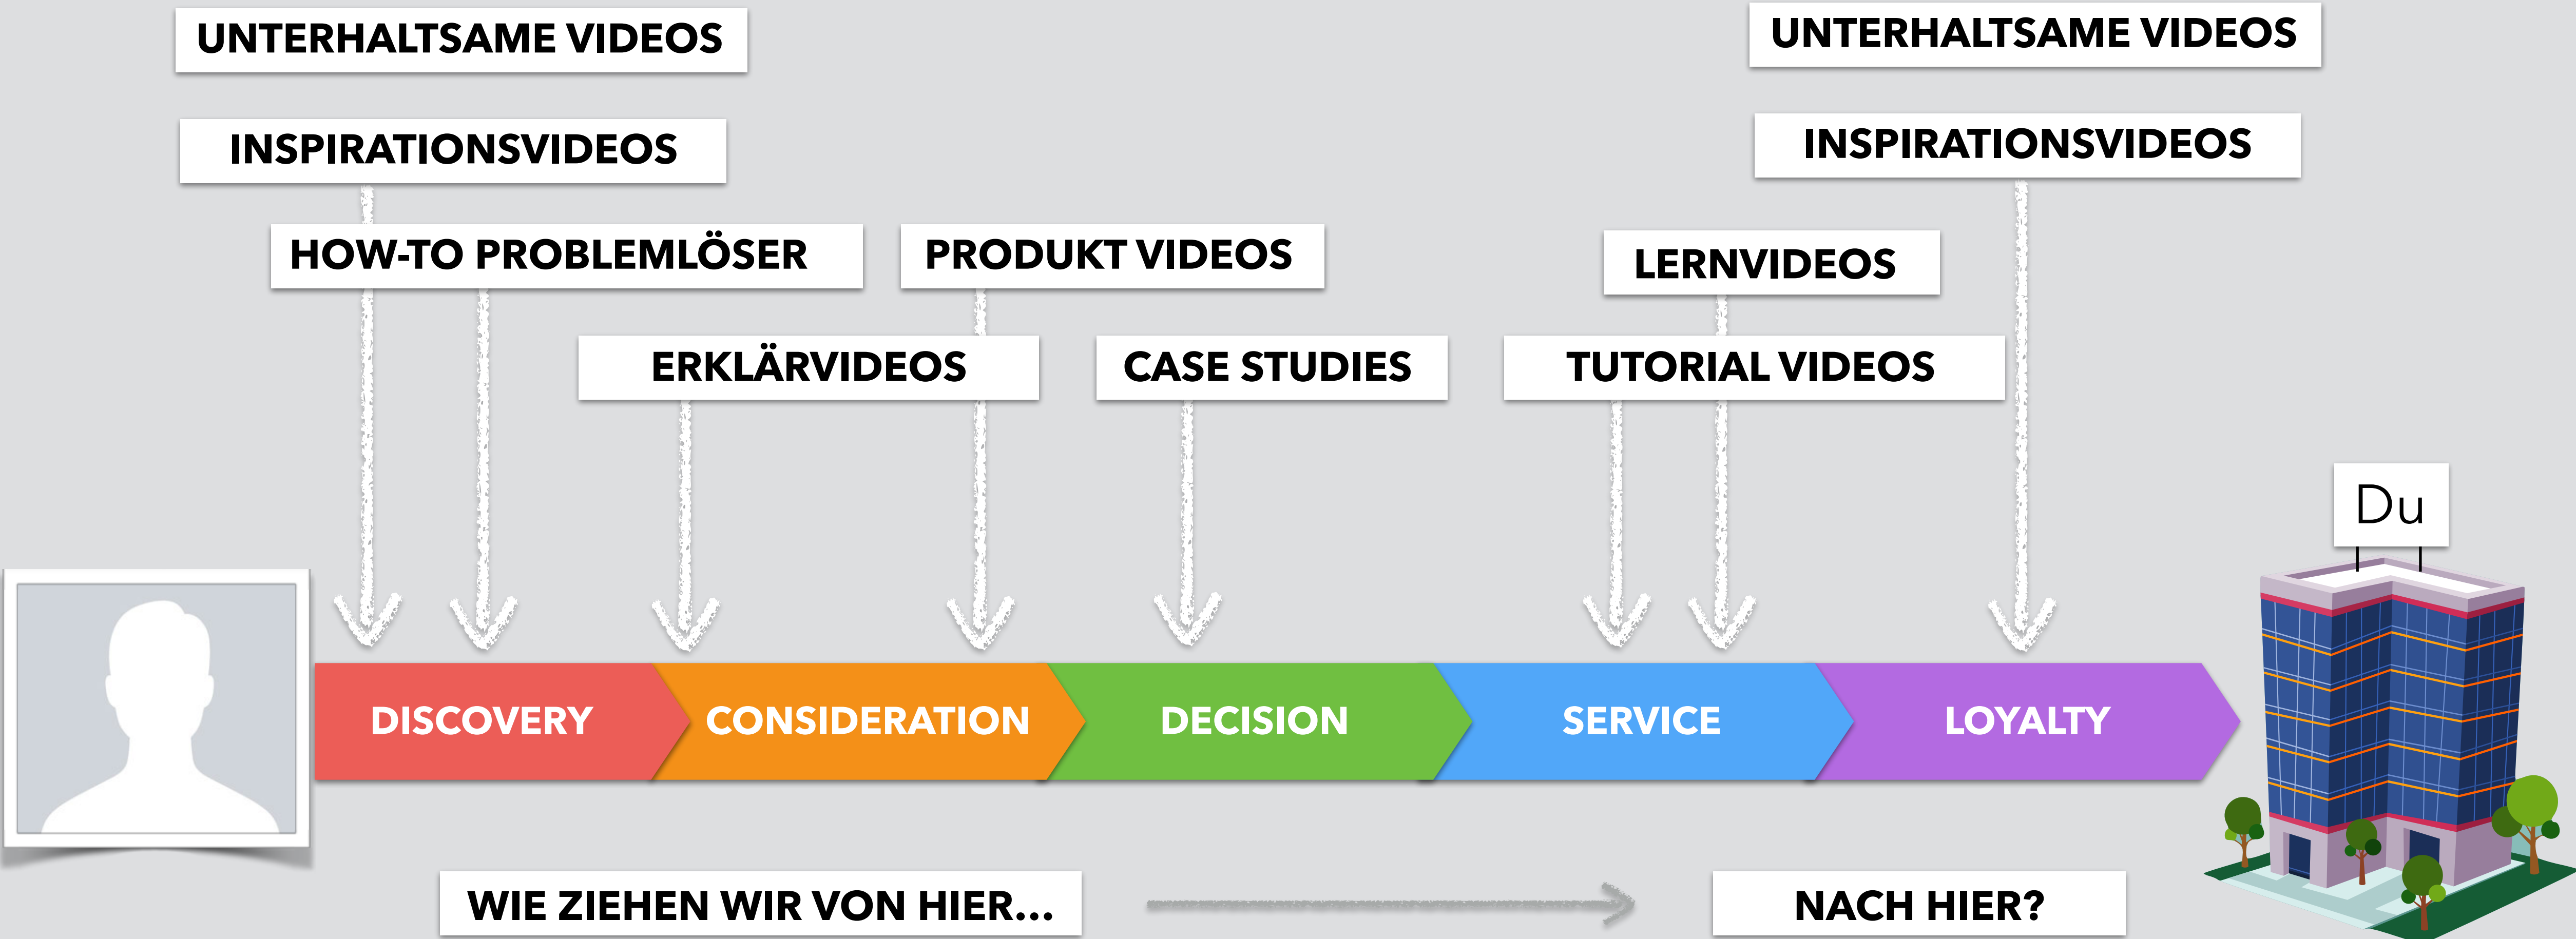 UNTERHALTSAME VIDEOS
UNTERHALTSAME VIDEOS
INSPIRATIONSVIDEOS
INSPIRATIONSVIDEOS
HOW-TO PROBLEMLÖSER
PRODUKT VIDEOS
LERNVIDEOS
ERKLÄRVIDEOS
CASE STUDIES
TUTORIAL VIDEOS
Du
DISCOVERY
CONSIDERATION
DECISION
SERVICE
LOYALTY
WIE ZIEHEN WIR VON HIER...
NACH HIER?